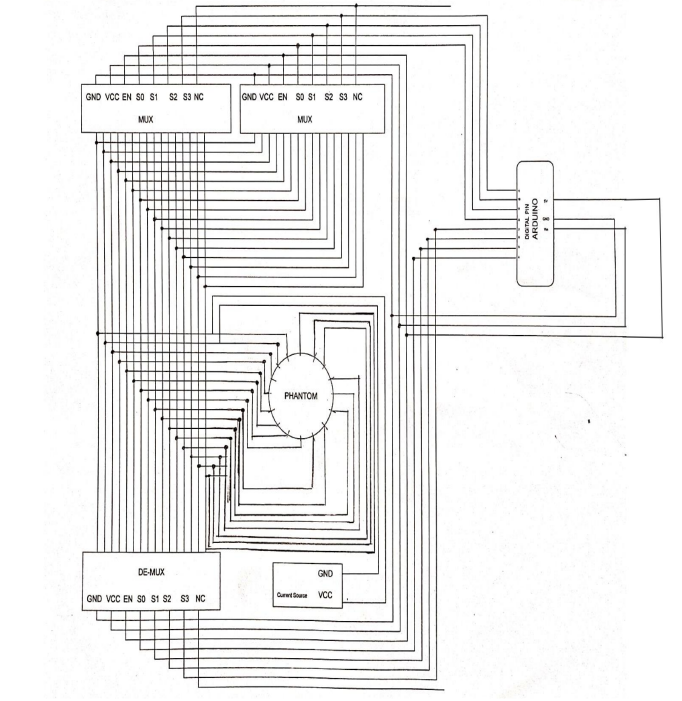 GND VCC EN S0 S1 S2 S3 NC
MUX
GND VCC EN S0 S1 S2 S3 NC
MUX
DIGITAL PIN
ARDUINO
PHANTOM
DE-MUX
GND VCC EN S0 S1 S2 S3 NC
GND
Current Source VCC